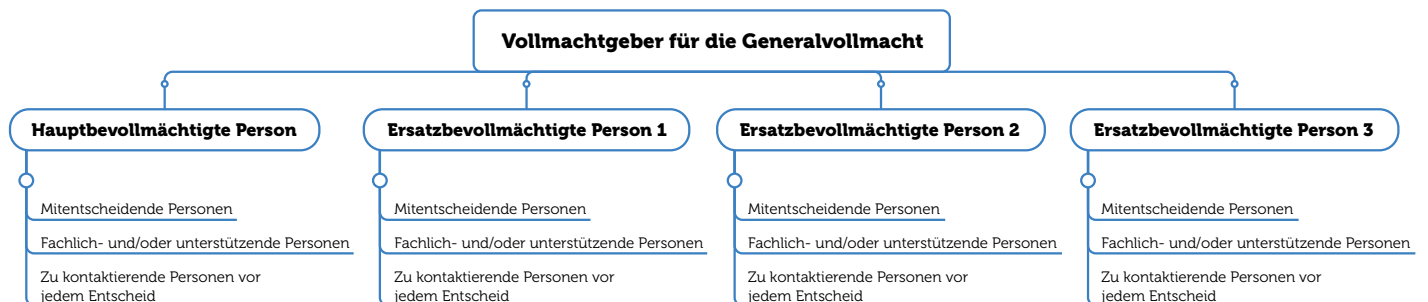 Vollmachtgeber für die Generalvollmacht
Hauptbevollmächtigte Person
Mitentscheidende Personen
Fachlich- und/oder unterstützende Personen
Zu kontaktierende Personen vor
jedem Entscheid
Ersatzbevollmächtigte Person 1
Mitentscheidende Personen
Fachlich- und/oder unterstützende Personen
Zu kontaktierende Personen vor
jedem Entscheid
Ersatzbevollmächtigte Person 2
Mitentscheidende Personen
Fachlich- und/oder unterstützende Personen
Zu kontaktierende Personen vor
jedem Entscheid
Ersatzbevollmächtigte Person 3
Mitentscheidende Personen
Fachlich- und/oder unterstützende Personen
Zu kontaktierende Personen vor
jedem Entscheid